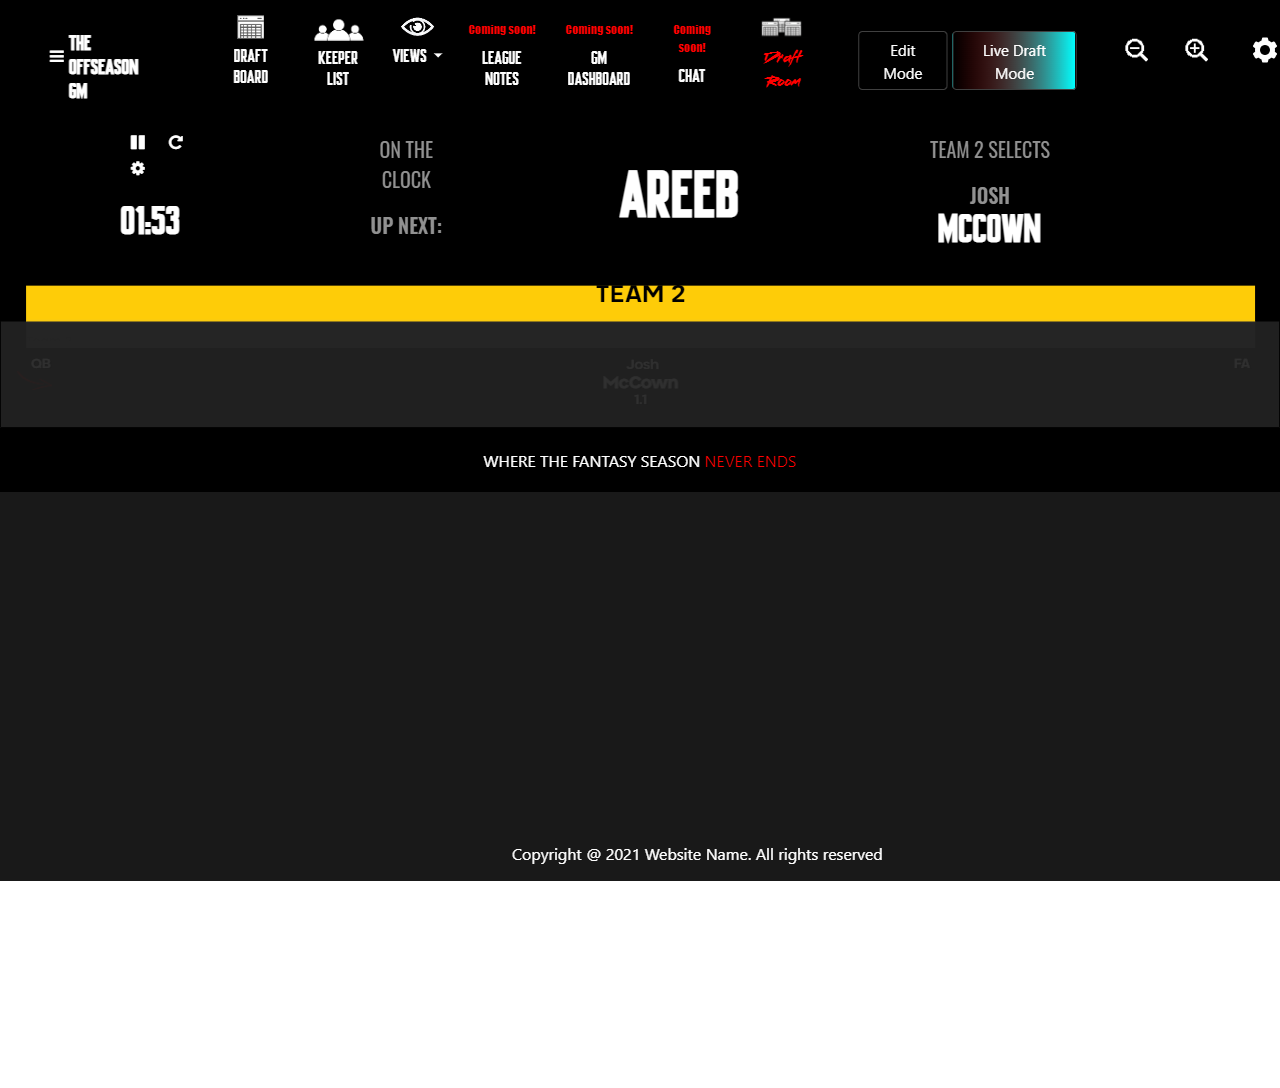 THE
OFFSEASON
GM
DRAFT
BOARD
KEEPER
LIST
VIEWS
Coming soon!
LEAGUE
NOTES
Coming soon!
GM
DASHBOARD
Coming
soon!
CHAT
Draft
Room
Edit
Mode
Live Draft
Mode
01:53
ON THE
CLOCK
UP NEXT:
AREEB
TEAM 2 SELECTS
JOSH
MCCOWN
TEAM 2
QB
Josh
McCown
1.1
FA
WHERE THE FANTASY SEASON NEVER ENDS
Copyright @ 2021 Website Name. All rights reserved